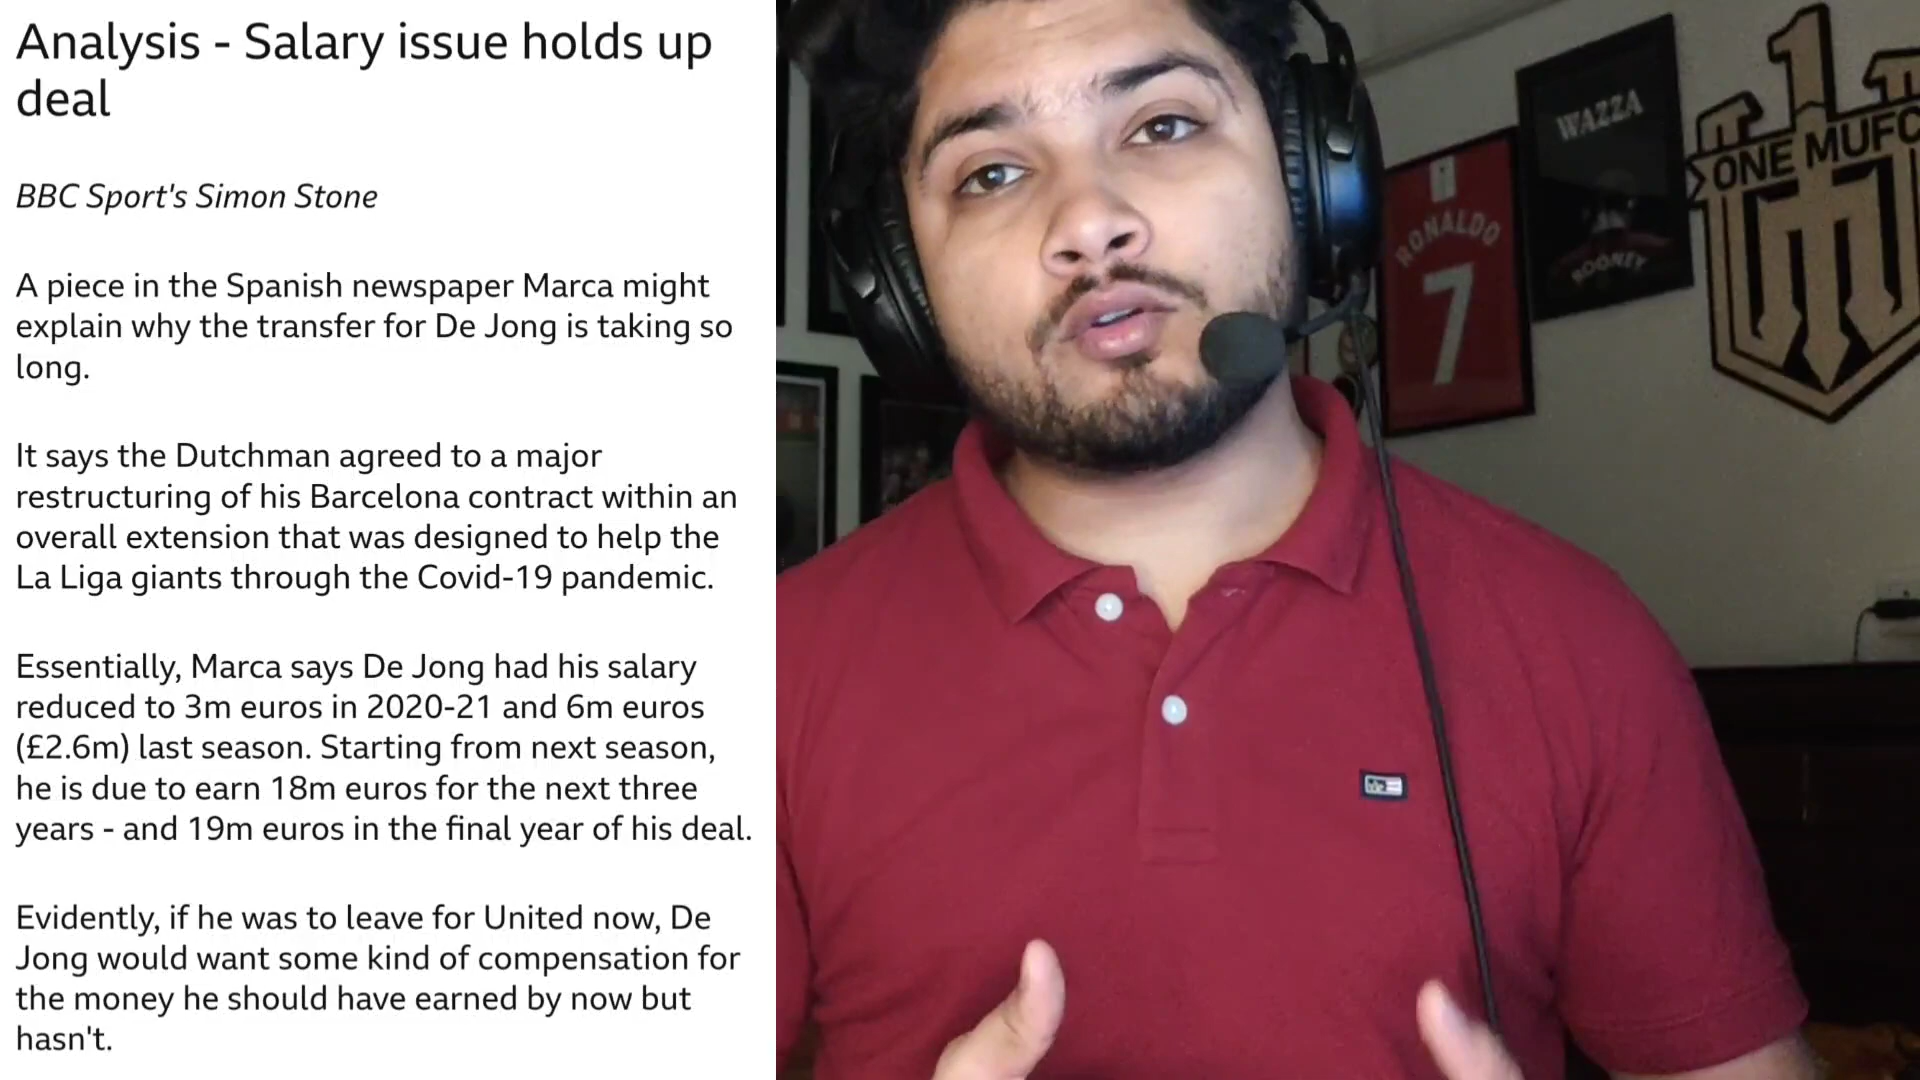 Analysis - Salary issue holds up
deal
BBC Sport's Simon Stone
A piece in the Spanish newspaper Marca might
explain why the transfer for De Jong is taking so
long.
It says the Dutchman agreed to a major
restructuring of his Barcelona contract within an
overall extension that was designed to help the
La Liga giants through the Covid-19 pandemic.
Essentially, Marca says De Jong had his salary
reduced to 3m euros in 2020-21 and 6m euros
(£2.6m) last season. Starting from next season,
he is due to earn 18m euros for the next three
years - and 19m euros in the final year of his deal.
Evidently, if he was to leave for United now, De
Jong would want some kind of compensation for
the money he should have earned by now but
hasn't.
RONALDO
7
WAZZA
ROONEY
ONE MUFC